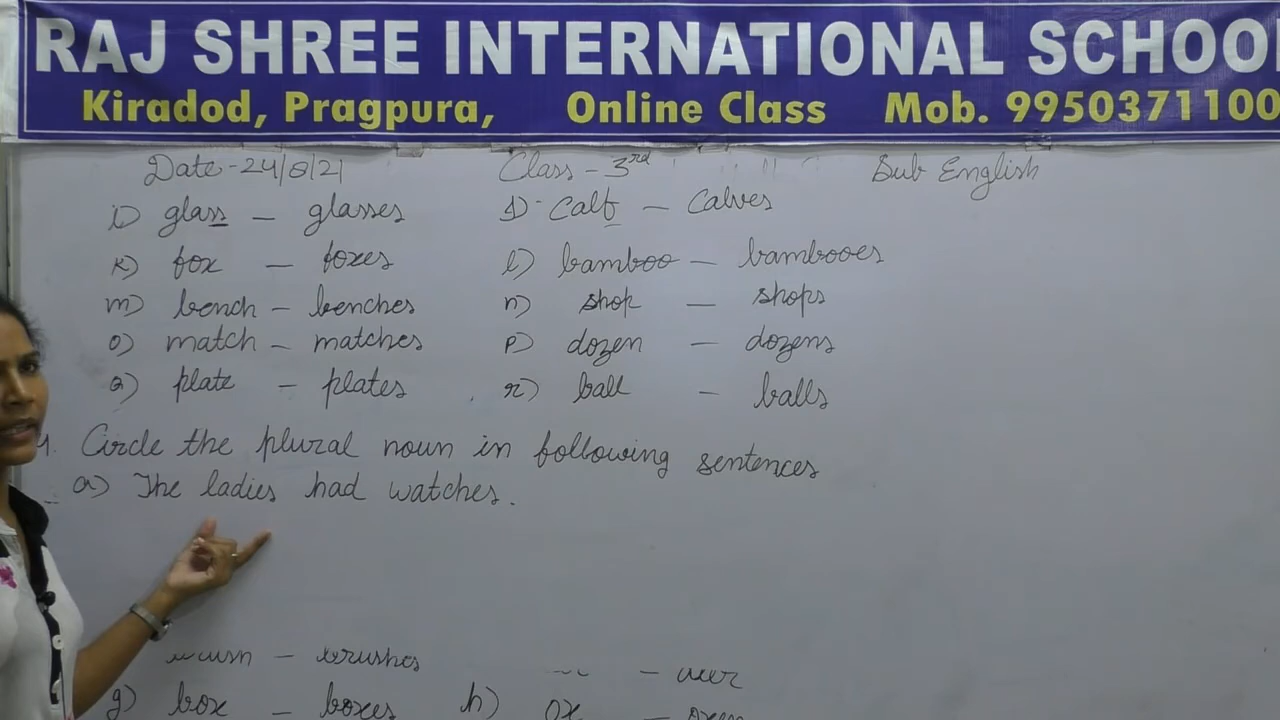 RAJ SHREE INTERNATIONAL SCHOO
Kiradod, Pragpura, Online Class Mob. 9950371100
Date-24/8/21 Class-3rd Sub English
i) glass - glasses j) calf - calves
k) fox - foxes l) bamboo - bambooes
m) bench - benches n) shop - shops
o) match - matches p) dozen - dozens
q) plate - plates r) ball - balls
4. Circle the plural noun in following sentences
a) The ladies had watches.
- brushes -
g) box - boxes h) ox - oxen